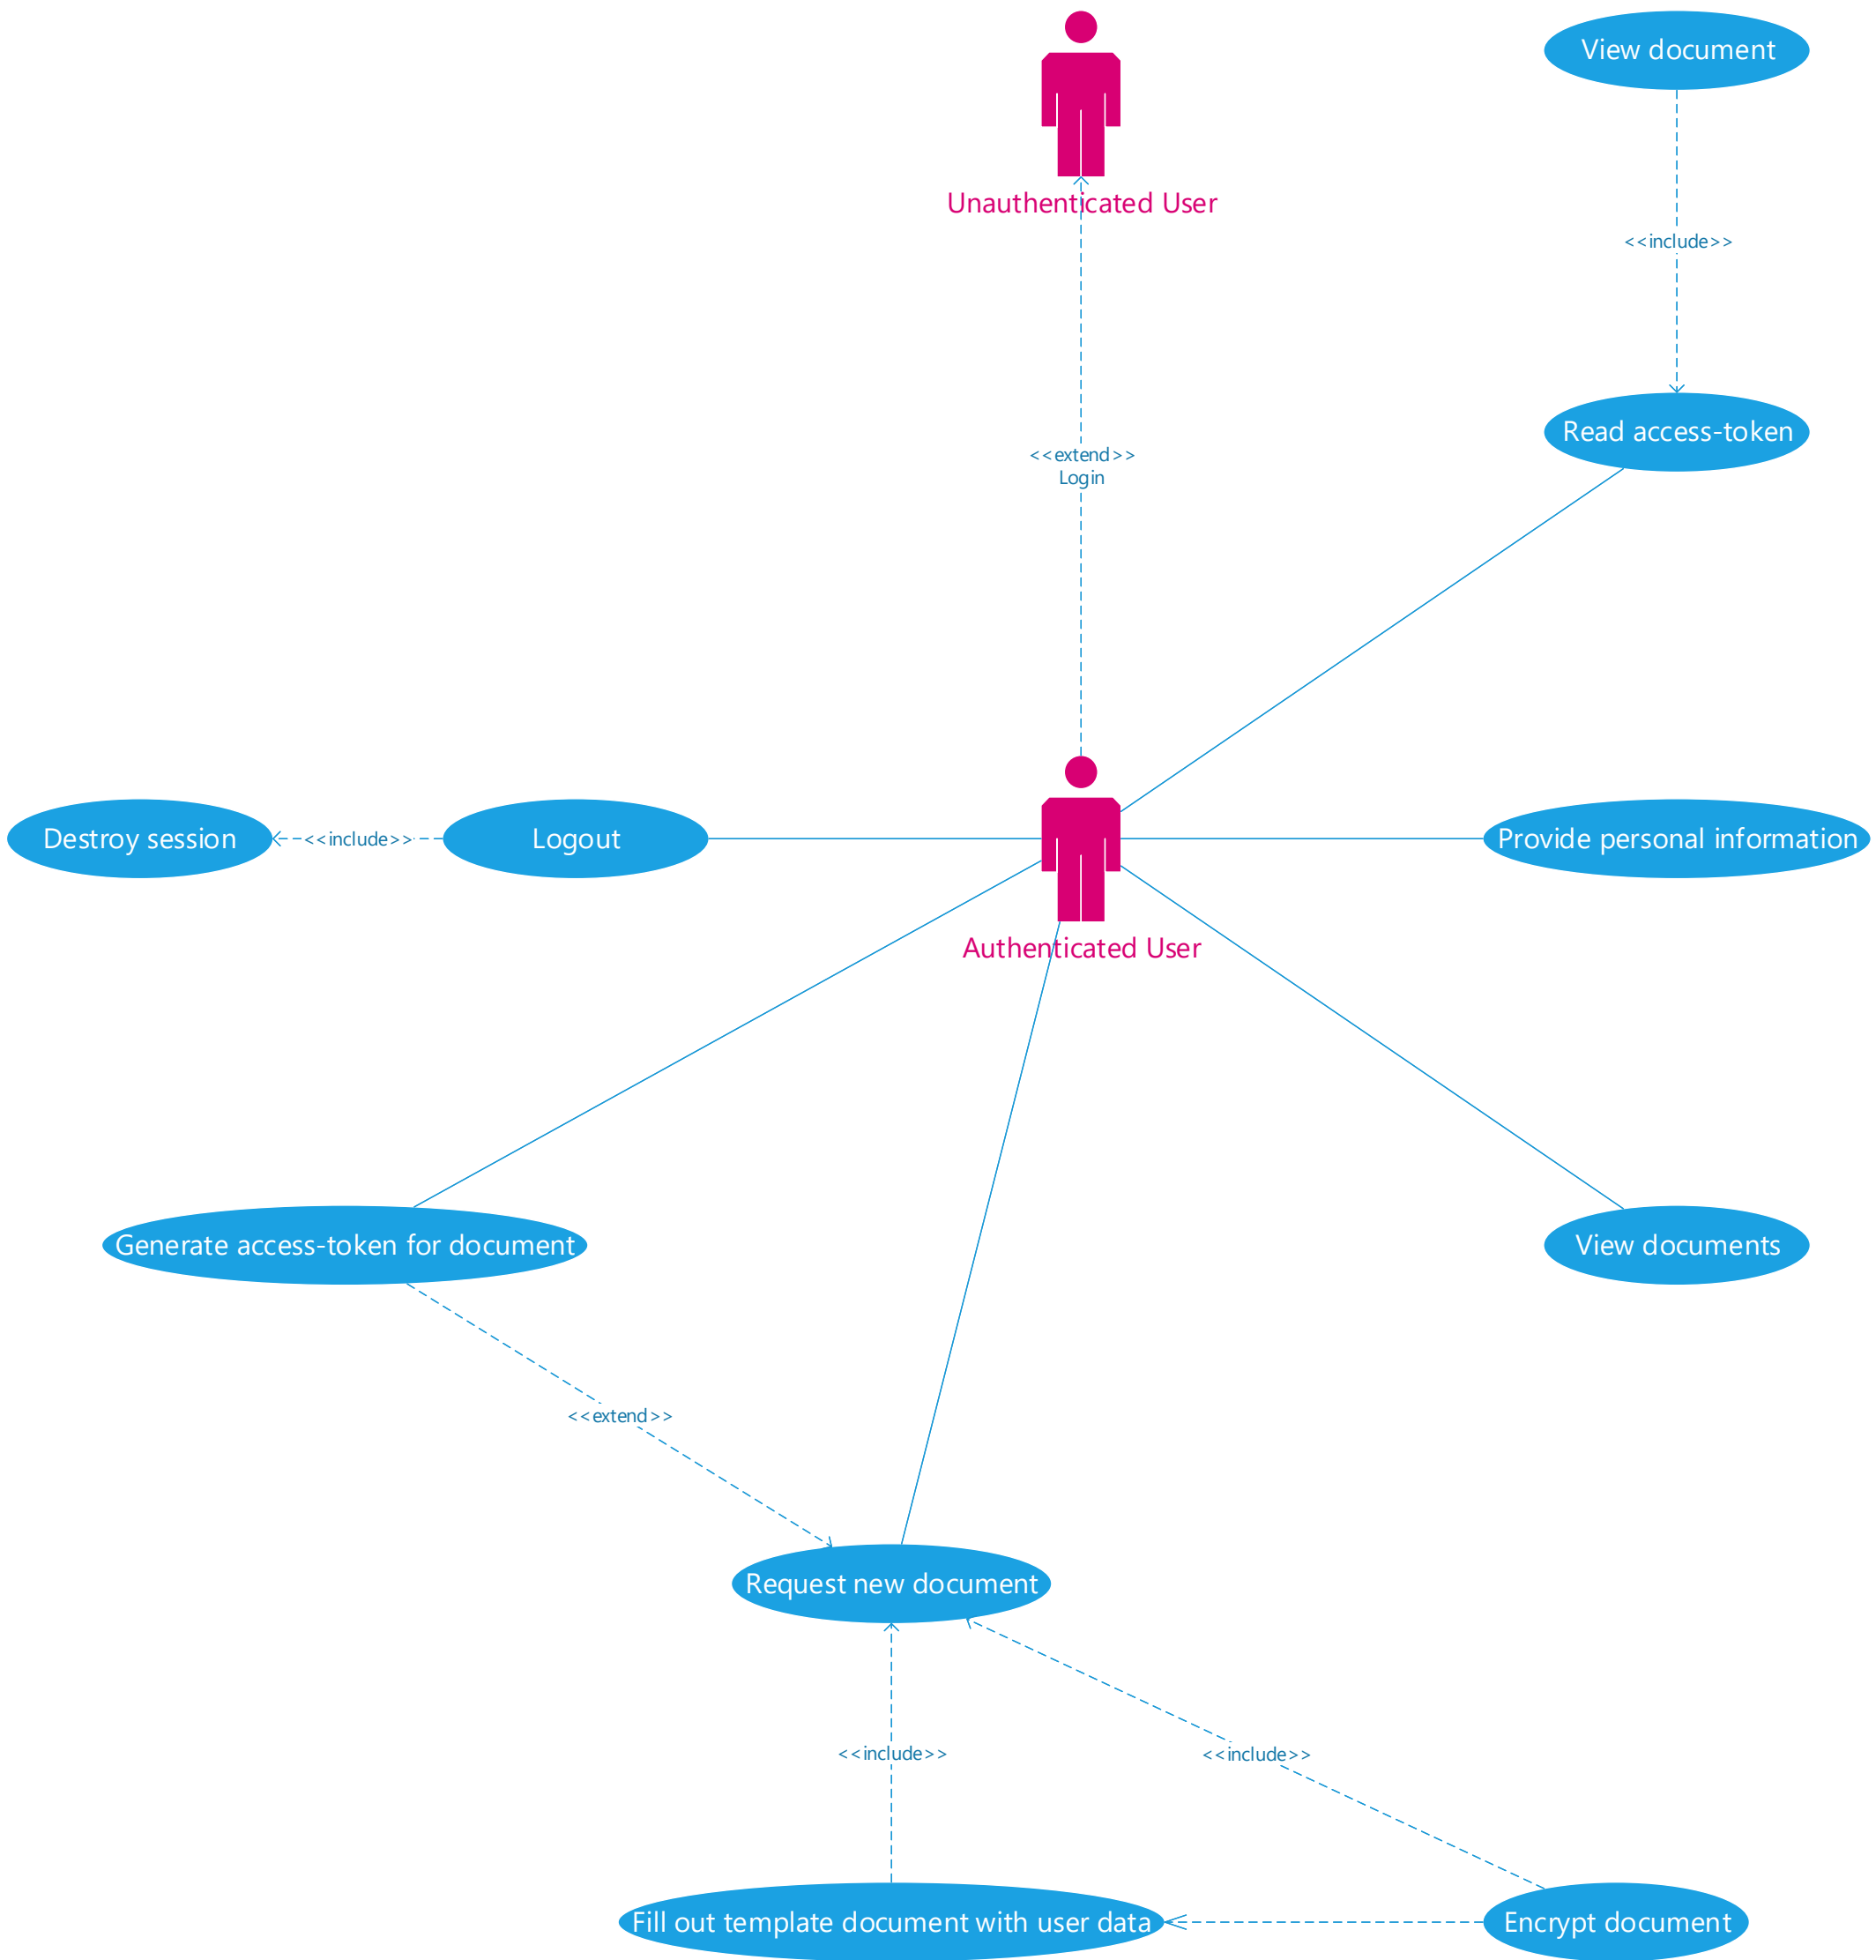 View document
Unauthenticated User
<<include>>
Read access-token
<<extend>>
Login
Destroy session
<<include>>
Logout
Provide personal information
Authenticated User
Generate access-token for document
View documents
<<extend>>
Request new document
<<include>>
<<include>>
Fill out template document with user data
Encrypt document